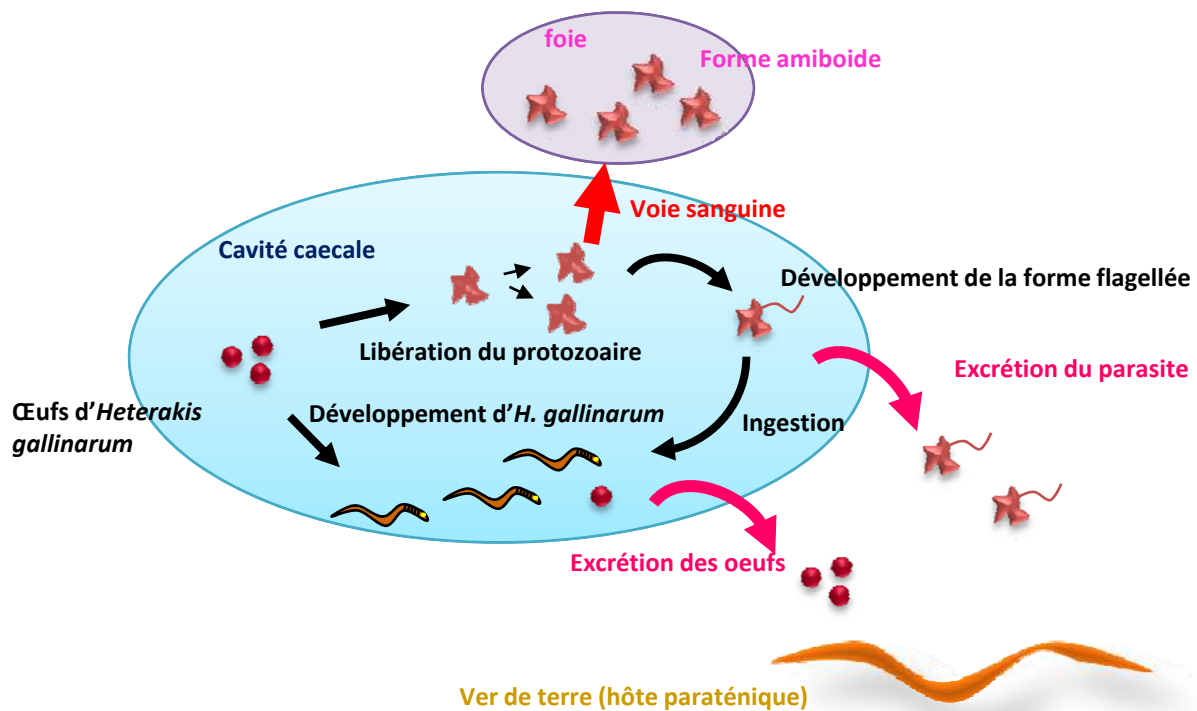 foie
Forme amiboide
Voie sanguine
Cavité caecale
Développement de la forme flagellée
Libération du protozoaire
Excrétion du parasite
Œufs d'Heterakis
gallinarum
Développement d'H. gallinarum
Ingestion
Excrétion des oeufs
Ver de terre (hôte paraténique)